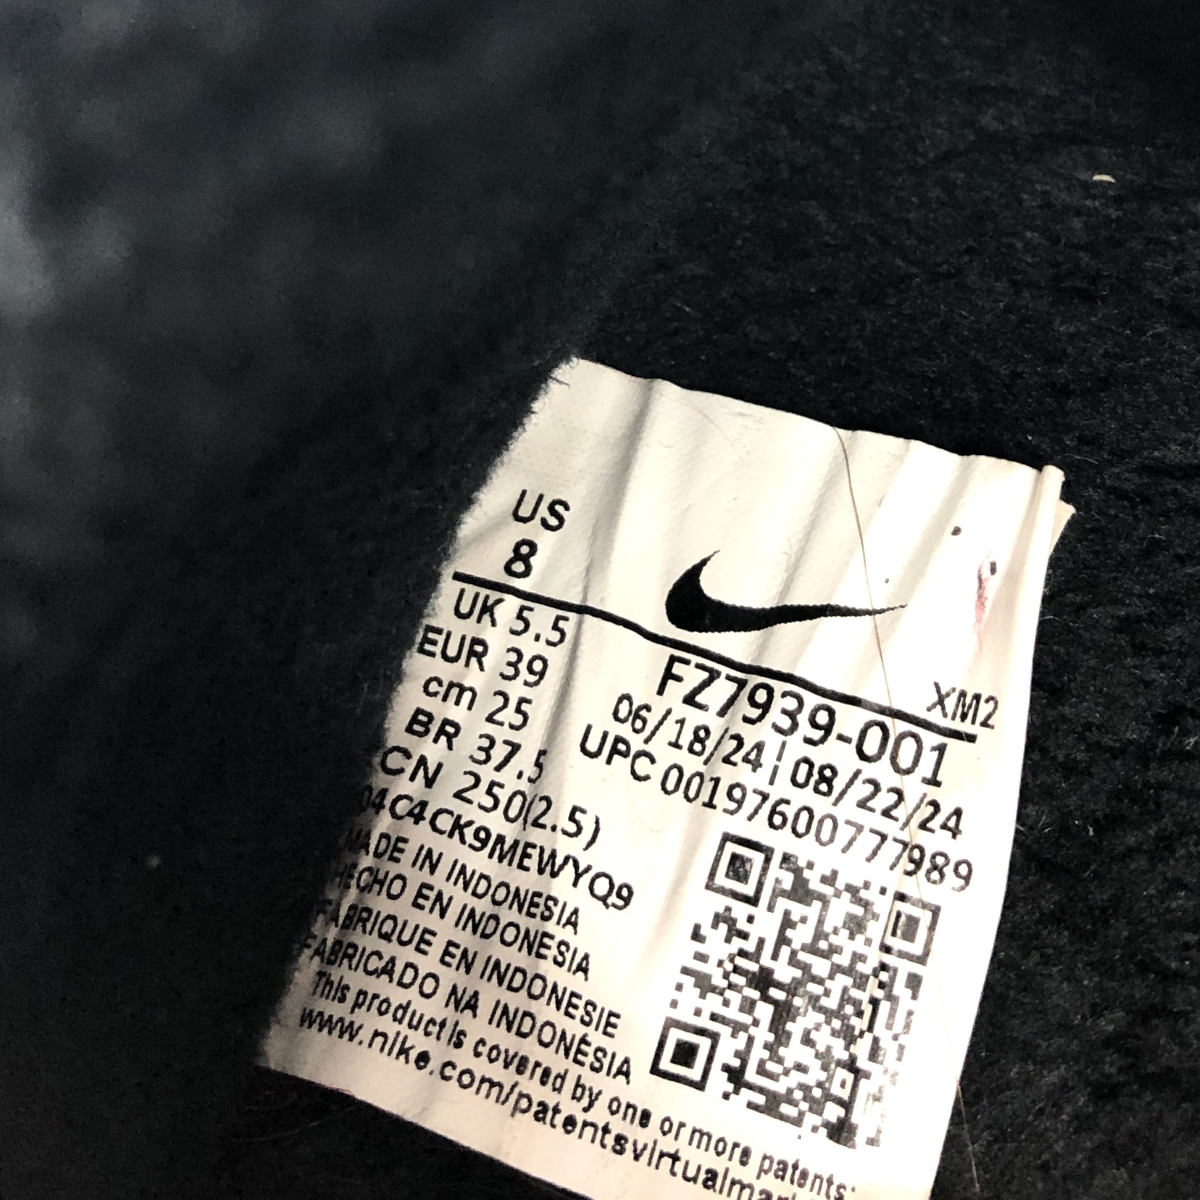 US
8
UK 5.5
EUR 39
cm 25
BR 37.5
CN 250(2.5)
XM2
FZ7939-001
06/18/24|08/22/24
UPC 00197600777989
04C4CK9MEWYQ9
MADE IN INDONESIA
HECHO EN INDONESIA
FABRIQUE EN INDONESIE
FABRICADO NA INDONÉSIA
This product is covered by one or more patents:
www.nike.com/patentsvirtualmar